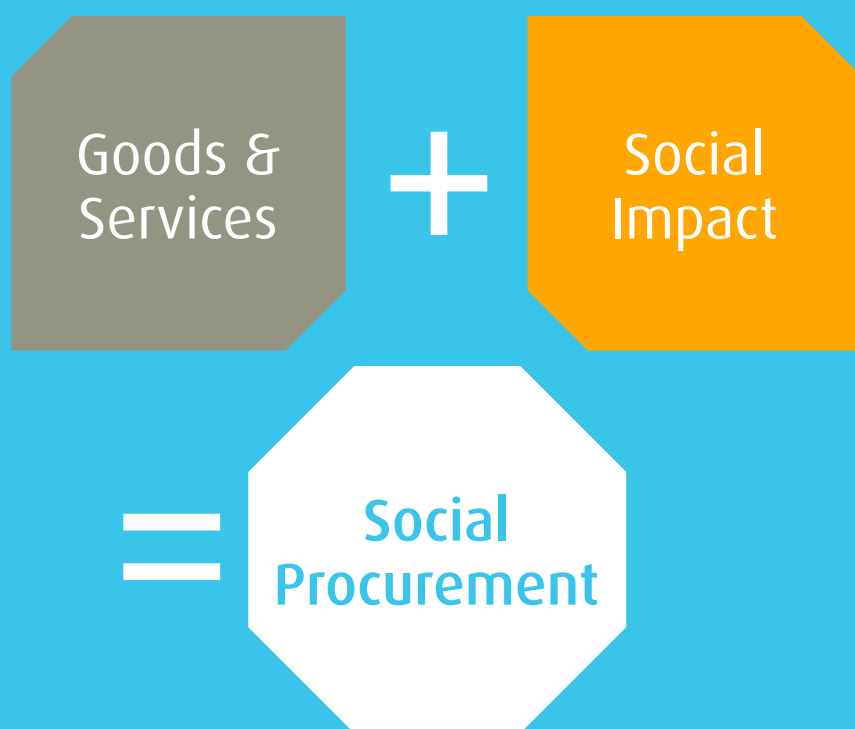 Goods &
Services
+
Social
Impact
=
Social
Procurement